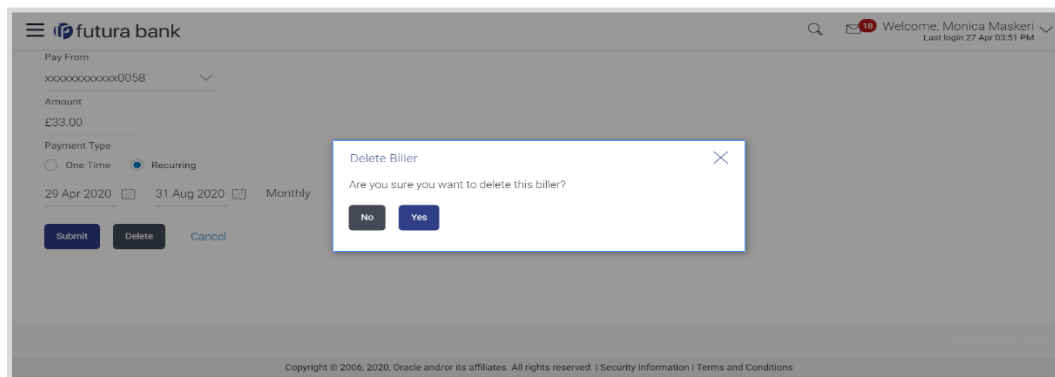 futura bank
18
Welcome, Monica Maskeri
Last login 27 Apr 03:51 PM
Pay From
xxxxxxxxxxxx0058
Amount
£33.00
Payment Type
One Time Recurring
29 Apr 2020 31 Aug 2020 Monthly
Submit Delete Cancel
Delete Biller
Are you sure you want to delete this biller?
No Yes
Copyright © 2006, 2020, Oracle and/or its affiliates. All rights reserved. | Security Information | Terms and Conditions